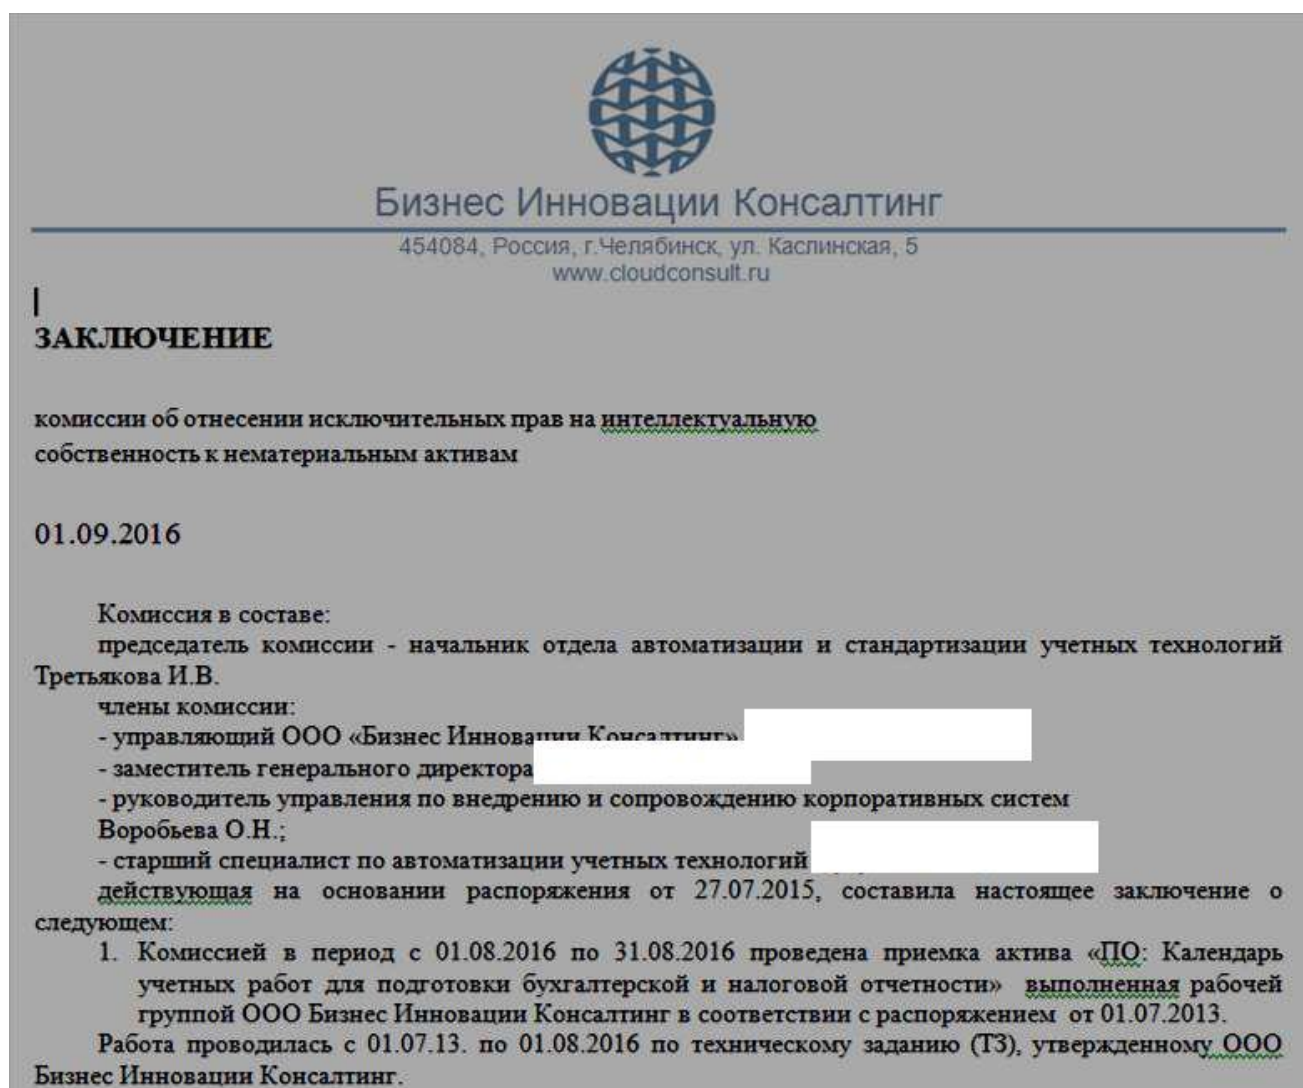 Бизнес Инновации Консалтинг
454084, Россия, г.Челябинск, ул. Каслинская, 5
www.cloudconsult.ru
ЗАКЛЮЧЕНИЕ
комиссии об отнесении исключительных прав на интеллектуальную
собственность к нематериальным активам
01.09.2016
Комиссия в составе:
председатель комиссии - начальник отдела автоматизации и стандартизации учетных технологий
Третьякова И.В.
члены комиссии:
- управляющий ООО «Бизнес Инновации Консалтинг»
- заместитель генерального директора
- руководитель управления по внедрению и сопровождению корпоративных систем
Воробьева О.Н.;
- старший специалист по автоматизации учетных технологий
действующая на основании распоряжения от 27.07.2015, составила настоящее заключение о
следующем:
1. Комиссией в период с 01.08.2016 по 31.08.2016 проведена приемка актива «ПО: Календарь
учетных работ для подготовки бухгалтерской и налоговой отчетности» выполненная рабочей
группой ООО Бизнес Инновации Консалтинг в соответствии с распоряжением от 01.07.2013.
Работа проводилась с 01.07.13. по 01.08.2016 по техническому заданию (ТЗ), утвержденному ООО
Бизнес Инновации Консалтинг.